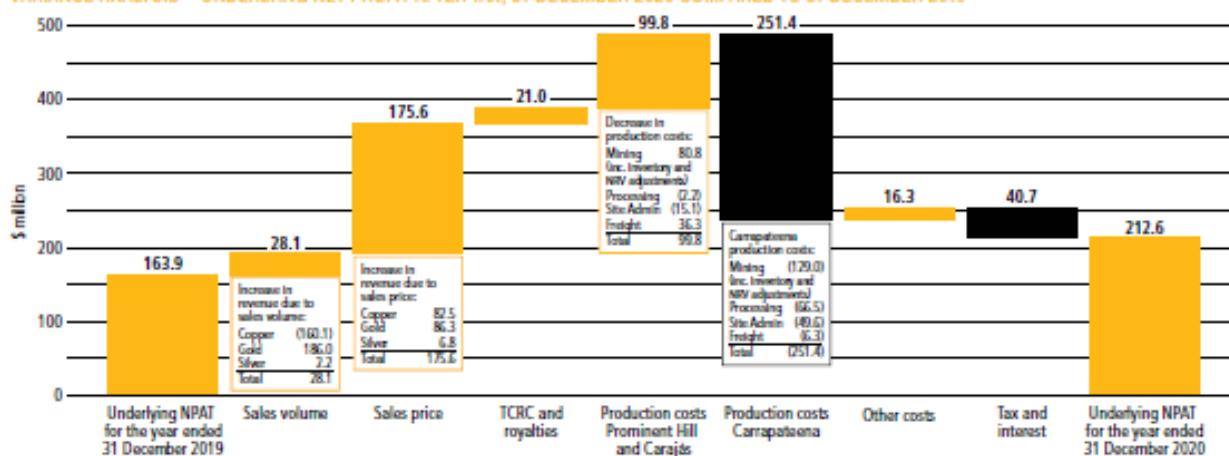 500
400
300
200
100
0
$ million
163.9
28.1
175.6
21.0
99.8
251.4
16.3
40.7
212.6
Increase in
revenue due to
sales volume:
Copper (160.1)
Gold 186.0
Silver 2.2
Total 28.1
Increase in
revenue due to
sales price:
Copper 82.5
Gold 86.3
Silver 6.8
Total 175.6
Decrease in
production costs:
Mining 80.8
(inc. Inventory and
NRV adjustments)
Processing (2.2)
Site Admin (15.1)
Freight 36.3
Total 99.8
Carrapateena
production costs:
Mining (129.0)
(inc. Inventory and
NRV adjustments)
Processing (66.5)
Site Admin (49.6)
Freight (6.3)
Total (251.4)
Underlying NPAT
for the year ended
31 December 2019
Sales volume
Sales price
TCRC and
royalties
Production costs
Prominent Hill
and Carajás
Production costs
Carrapateena
Other costs
Tax and
interest
Underlying NPAT
for the year ended
31 December 2020